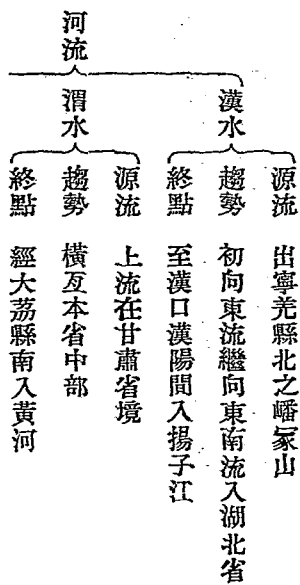 河流
漢水
源流 出寧羌縣北之嶓冢山
趨勢 初向東流繼向東南流入湖北省
終點 至漢口漢陽間入揚子江
渭水
源流 上流在甘肅省境
趨勢 橫亙本省中部
終點 經大荔縣南入黃河